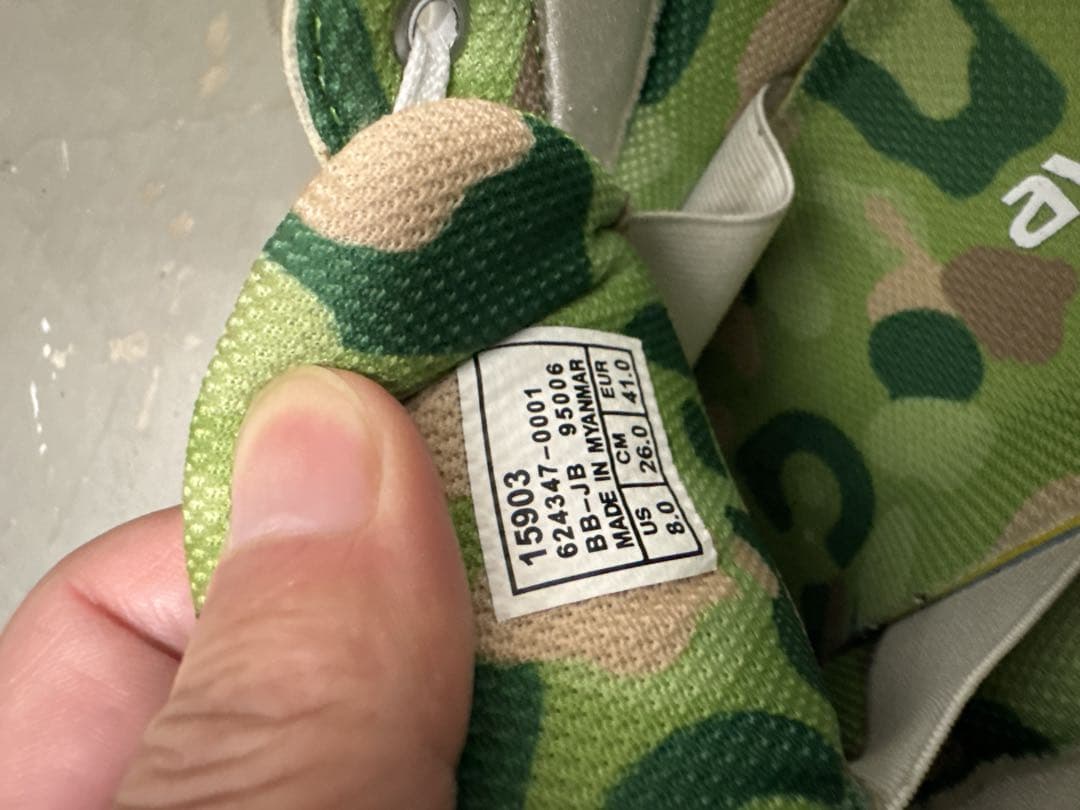 15903
624347-0001
BB-JB 95006
MADE IN MYANMAR
US CM EUR
8.0 26.0 41.0